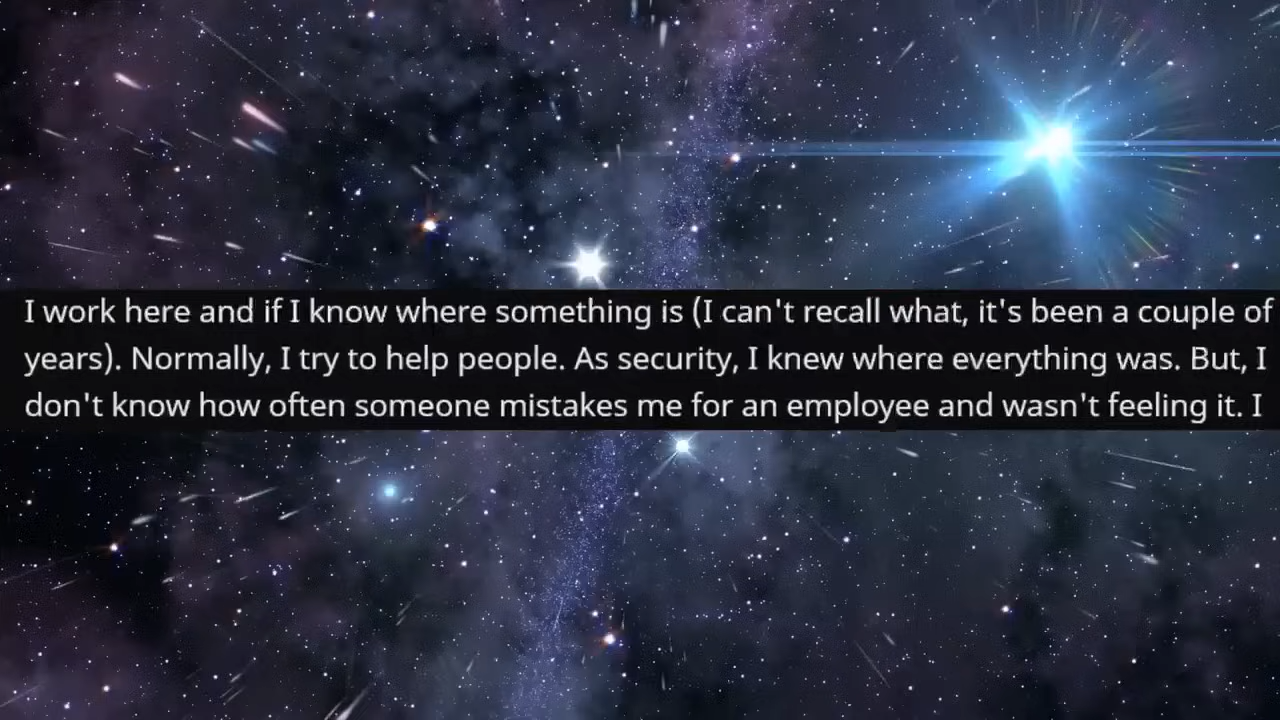 I work here and if I know where something is (I can't recall what, it's been a couple of
years). Normally, I try to help people. As security, I knew where everything was. But, I
don't know how often someone mistakes me for an employee and wasn't feeling it. I